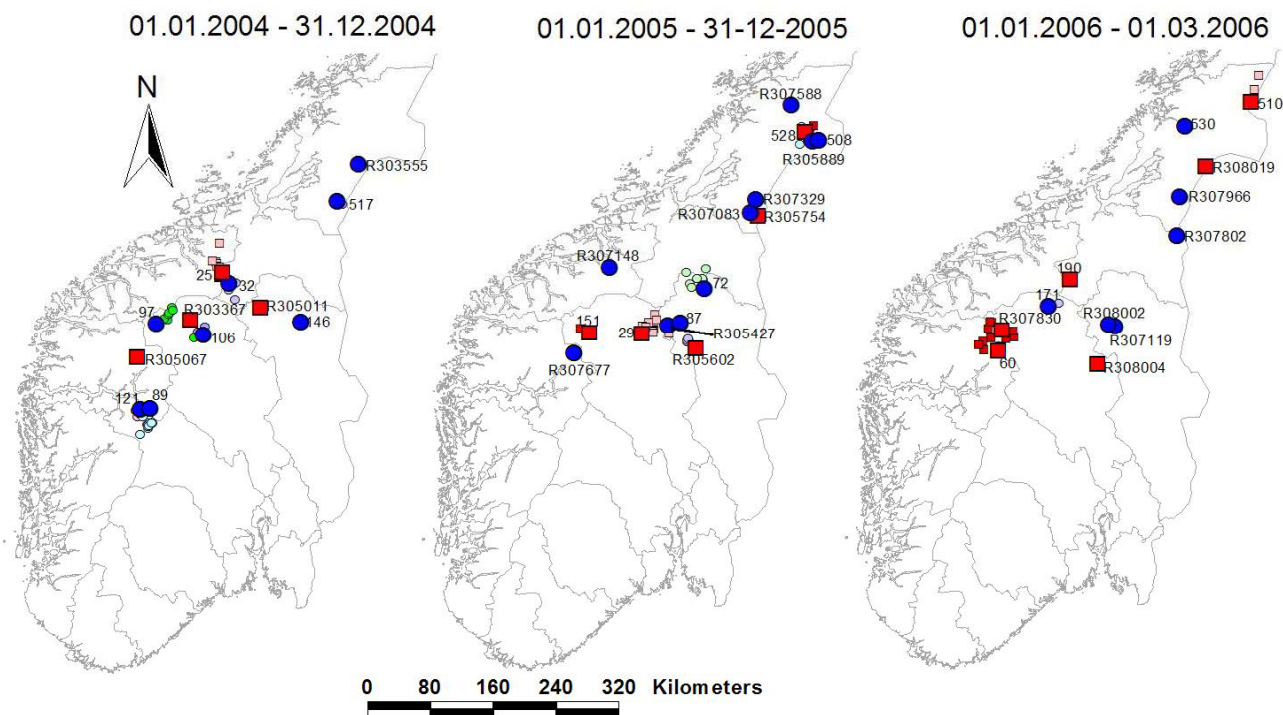 01.01.2004 - 31.12.2004
01.01.2005 - 31-12-2005
01.01.2006 - 01.03.2006
N
R303555
517
25
32
R303367
R305011
97
106
146
R305067
121
89
R307588
528
508
R305889
R307329
R307083
R305754
R307148
72
151
29
87
R305427
R305602
R307677
510
530
R308019
R307966
R307802
190
171
R307830
R308002
R307119
60
R308004
0 80 160 240 320 Kilometers